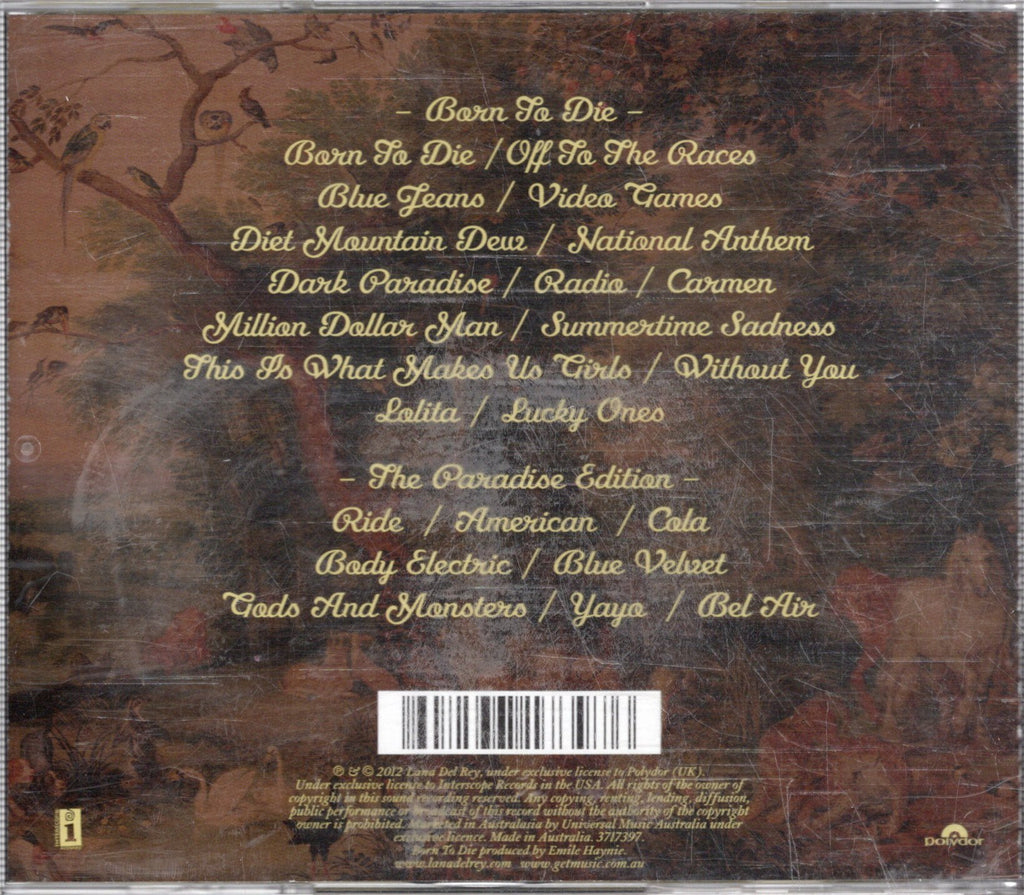 – Born To Die –
Born To Die / Off To The Races
Blue Jeans / Video Games
Diet Mountain Dew / National Anthem
Dark Paradise / Radio / Carmen
Million Dollar Man / Summertime Sadness
This Is What Makes Us Girls / Without You
Lolita / Lucky Ones
– The Paradise Edition –
Ride / American / Cola
Body Electric / Blue Velvet
Gods And Monsters / Yayo / Bel Air
℗ & © 2012 Lana Del Rey, under exclusive license to Polydor (UK).
Under exclusive license to Interscope Records in the USA. All rights of the owner of
copyright in this sound recording reserved. Any copying, renting, lending, diffusion,
public performance or broadcast of this record without the authority of the copyright
owner is prohibited. Marketed in Australasia by Universal Music Australia under
exclusive licence. Made in Australia. 3717397.
Born To Die produced by Emile Haynie.
www.lanadelrey.com www.getmusic.com.au
i
polydor